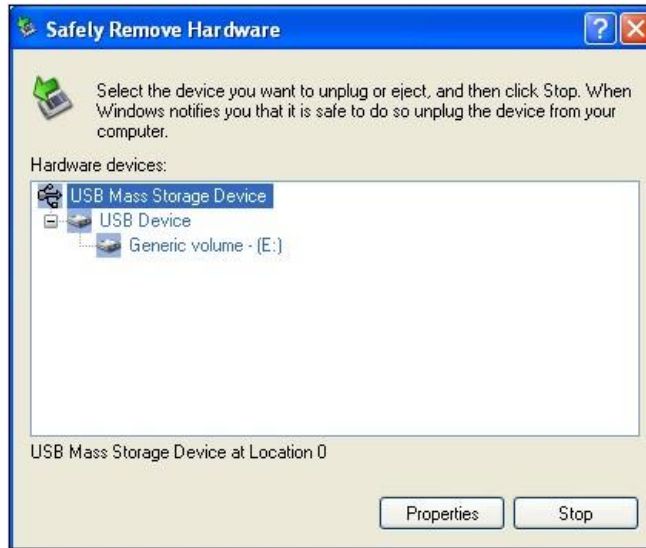 Safely Remove Hardware
Select the device you want to unplug or eject, and then click Stop. When
Windows notifies you that it is safe to do so unplug the device from your
computer.
Hardware devices:
USB Mass Storage Device
USB Device
Generic volume - (E:)
USB Mass Storage Device at Location 0
Properties
Stop